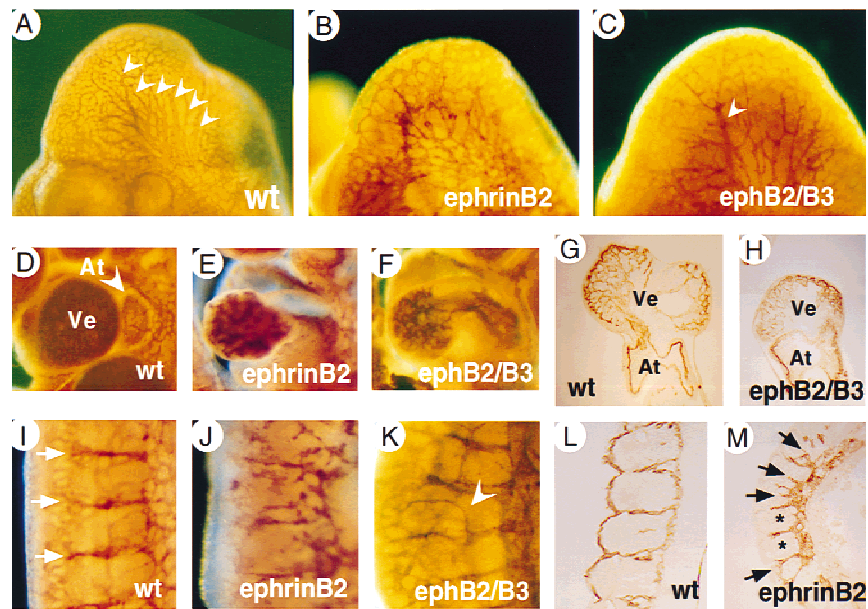 A
wt
B
ephrinB2
C
ephB2/B3
D
At
Ve
wt
E
ephrinB2
F
ephB2/B3
G
Ve
At
wt
H
Ve
At
ephB2/B3
I
wt
J
ephrinB2
K
ephB2/B3
L
wt
M
*
*
ephrinB2